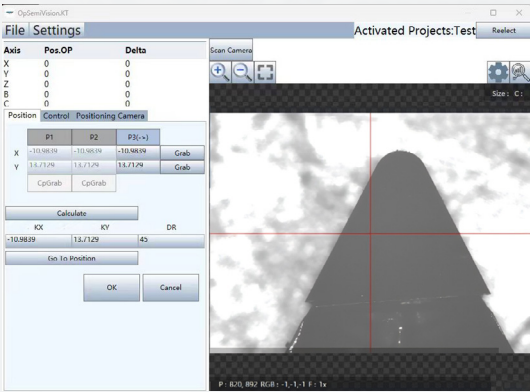 OpSemiVision.KT
File Settings
Activated Projects:Test
Reelect
Axis Pos.OP Delta
X 0 0
Y 0 0
Z 0 0
B 0 0
C 0 0
Scan Camera
Size : C :
Position Control Positioning Camera
P1 P2 P3(->)
X -10.9839 -10.9839 -10.9839 Grab
Y 13.7129 13.7129 13.7129 Grab
CpGrab CpGrab
Calculate
KX KY DR
-10.9839 13.7129 45
Go To Position
OK Cancel
P : 820, 892 RGB : -1,-1,-1 F : 1x